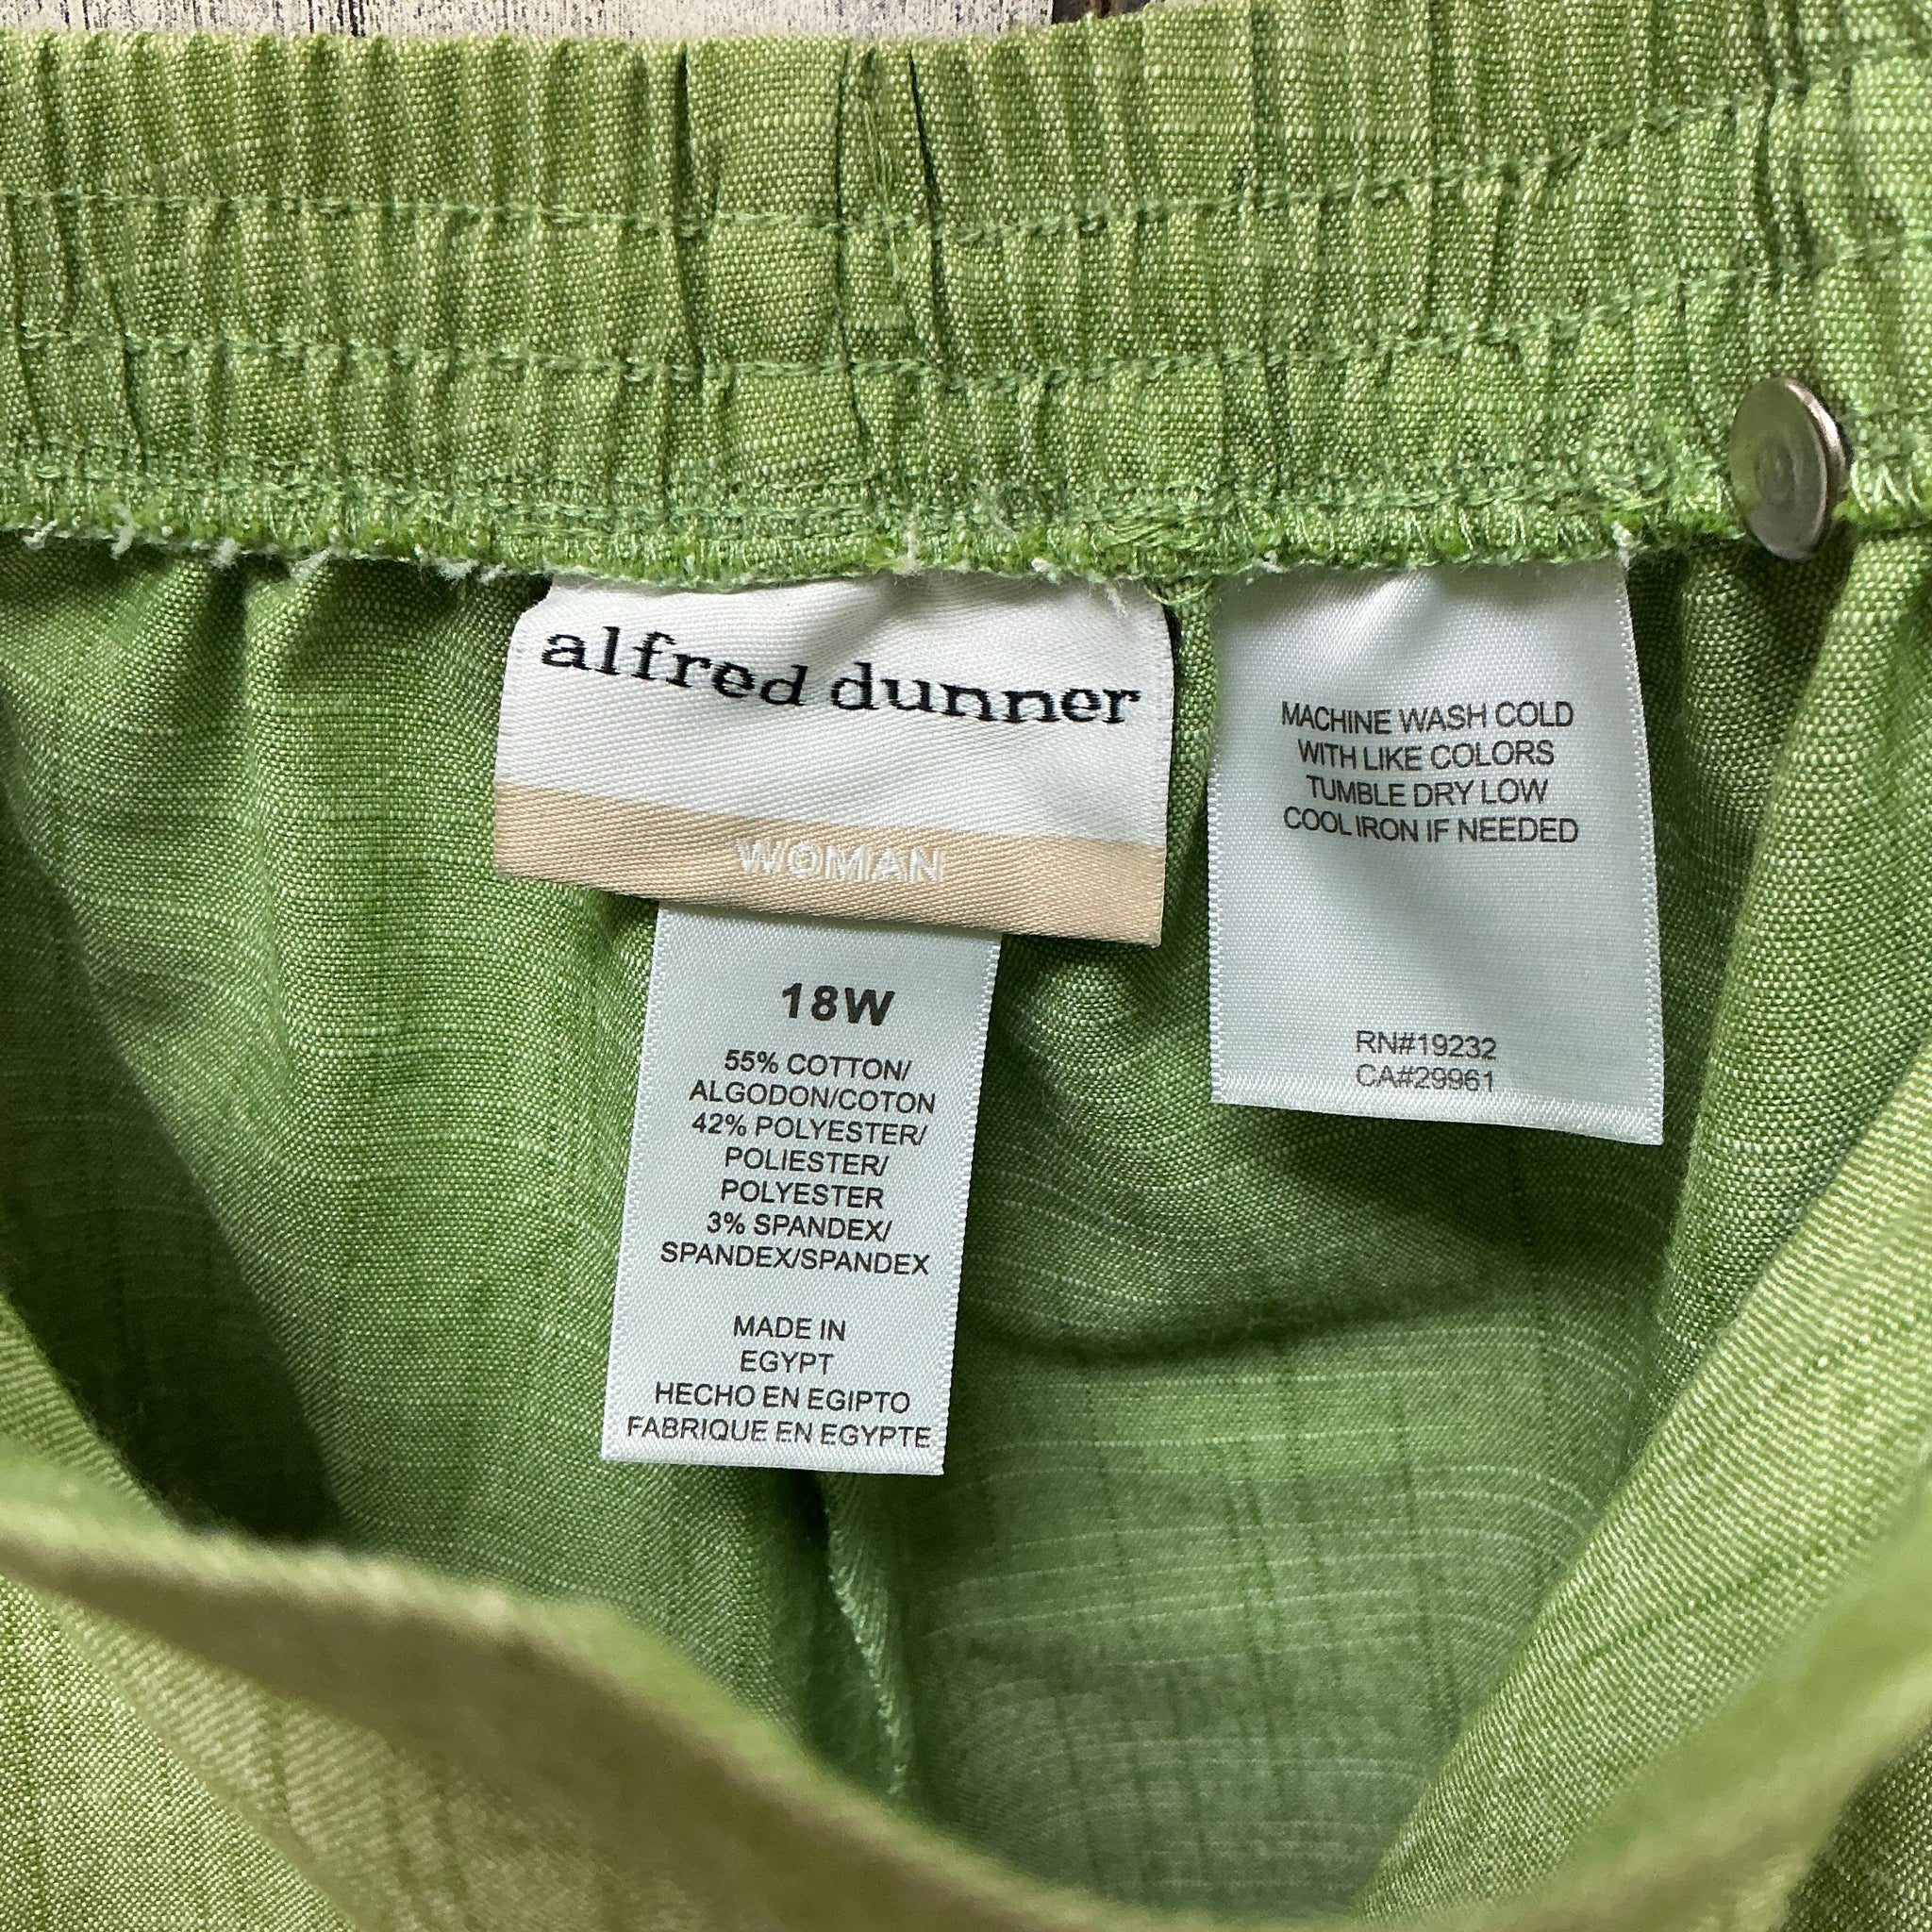 alfred dunner
WOMAN
18W
55% COTTON/
ALGODON/COTON
42% POLYESTER/
POLIESTER/
POLYESTER
3% SPANDEX/
SPANDEX/SPANDEX
MADE IN
EGYPT
HECHO EN EGIPTO
FABRIQUE EN EGYPTE
MACHINE WASH COLD
WITH LIKE COLORS
TUMBLE DRY LOW
COOL IRON IF NEEDED
RN#19232
CA#29961